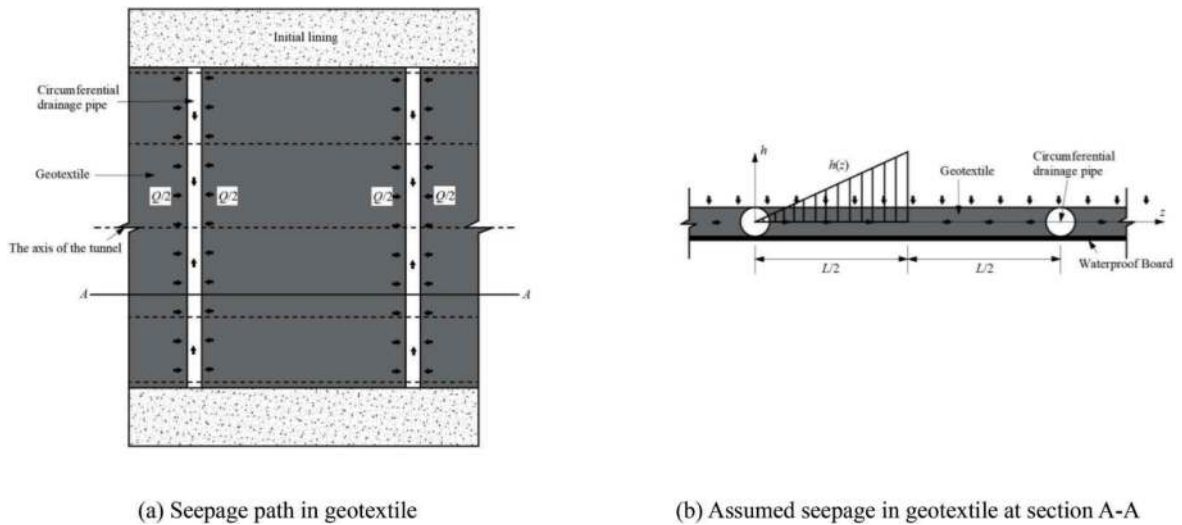 Initial lining
Circumferential
drainage pipe
Geotextile
Q/2
Q/2
Q/2
Q/2
The axis of the tunnel
A
A
(a) Seepage path in geotextile
h
h(z)
Geotextile
Circumferential
drainage pipe
z
Waterproof Board
L/2
L/2
(b) Assumed seepage in geotextile at section A-A